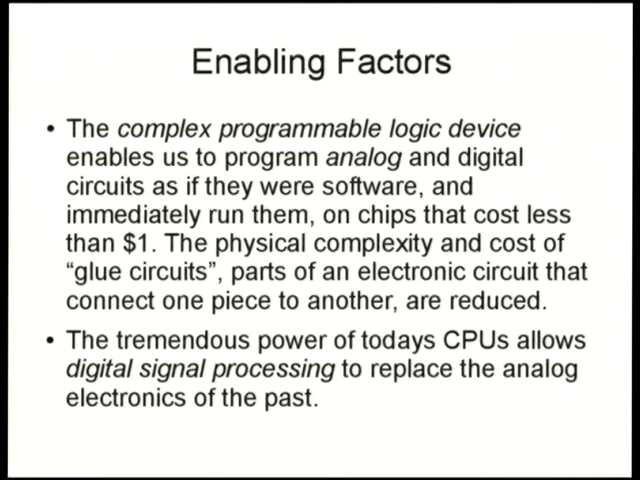 Enabling Factors
• The complex programmable logic device
enables us to program analog and digital
circuits as if they were software, and
immediately run them, on chips that cost less
than $1. The physical complexity and cost of
“glue circuits”, parts of an electronic circuit that
connect one piece to another, are reduced.
• The tremendous power of todays CPUs allows
digital signal processing to replace the analog
electronics of the past.